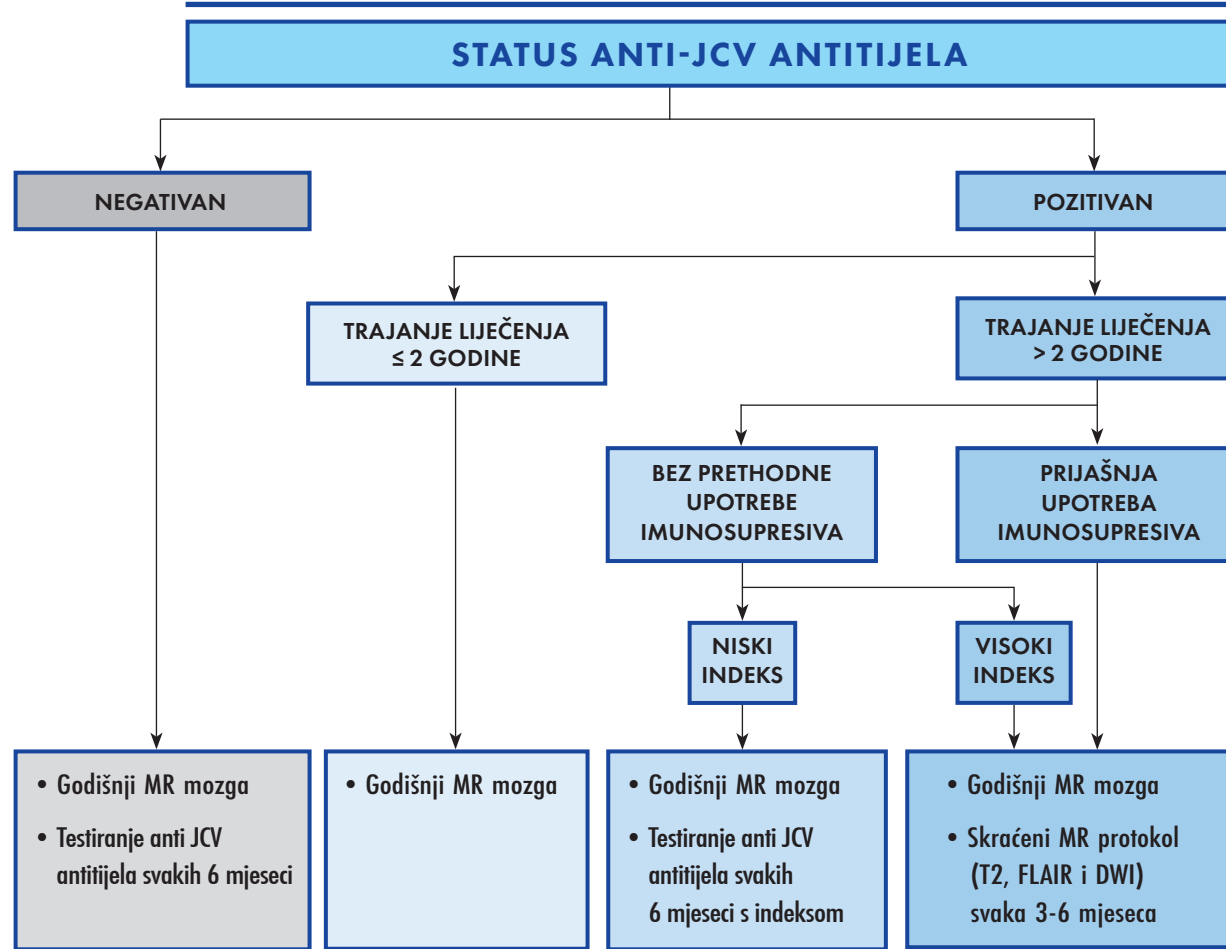 STATUS ANTI-JCV ANTITIJELA
NEGATIVAN
POZITIVAN
TRAJANJE LIJEČENJA
≤ 2 GODINE
TRAJANJE LIJEČENJA
> 2 GODINE
BEZ PRETHODNE
UPOTREBE
IMUNOSUPRESIVA
PRIJAŠNJA
UPOTREBA
IMUNOSUPRESIVA
NISKI
INDEKS
VISOKI
INDEKS
• Godišnji MR mozga
• Testiranje anti JCV
antitijela svakih 6 mjeseci
• Godišnji MR mozga
• Godišnji MR mozga
• Testiranje anti JCV
antitijela svakih
6 mjeseci s indeksom
• Godišnji MR mozga
• Skraćeni MR protokol
(T2, FLAIR i DWI)
svaka 3-6 mjeseca